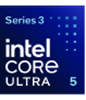 Series 3
intel
CORE
ULTRA 5